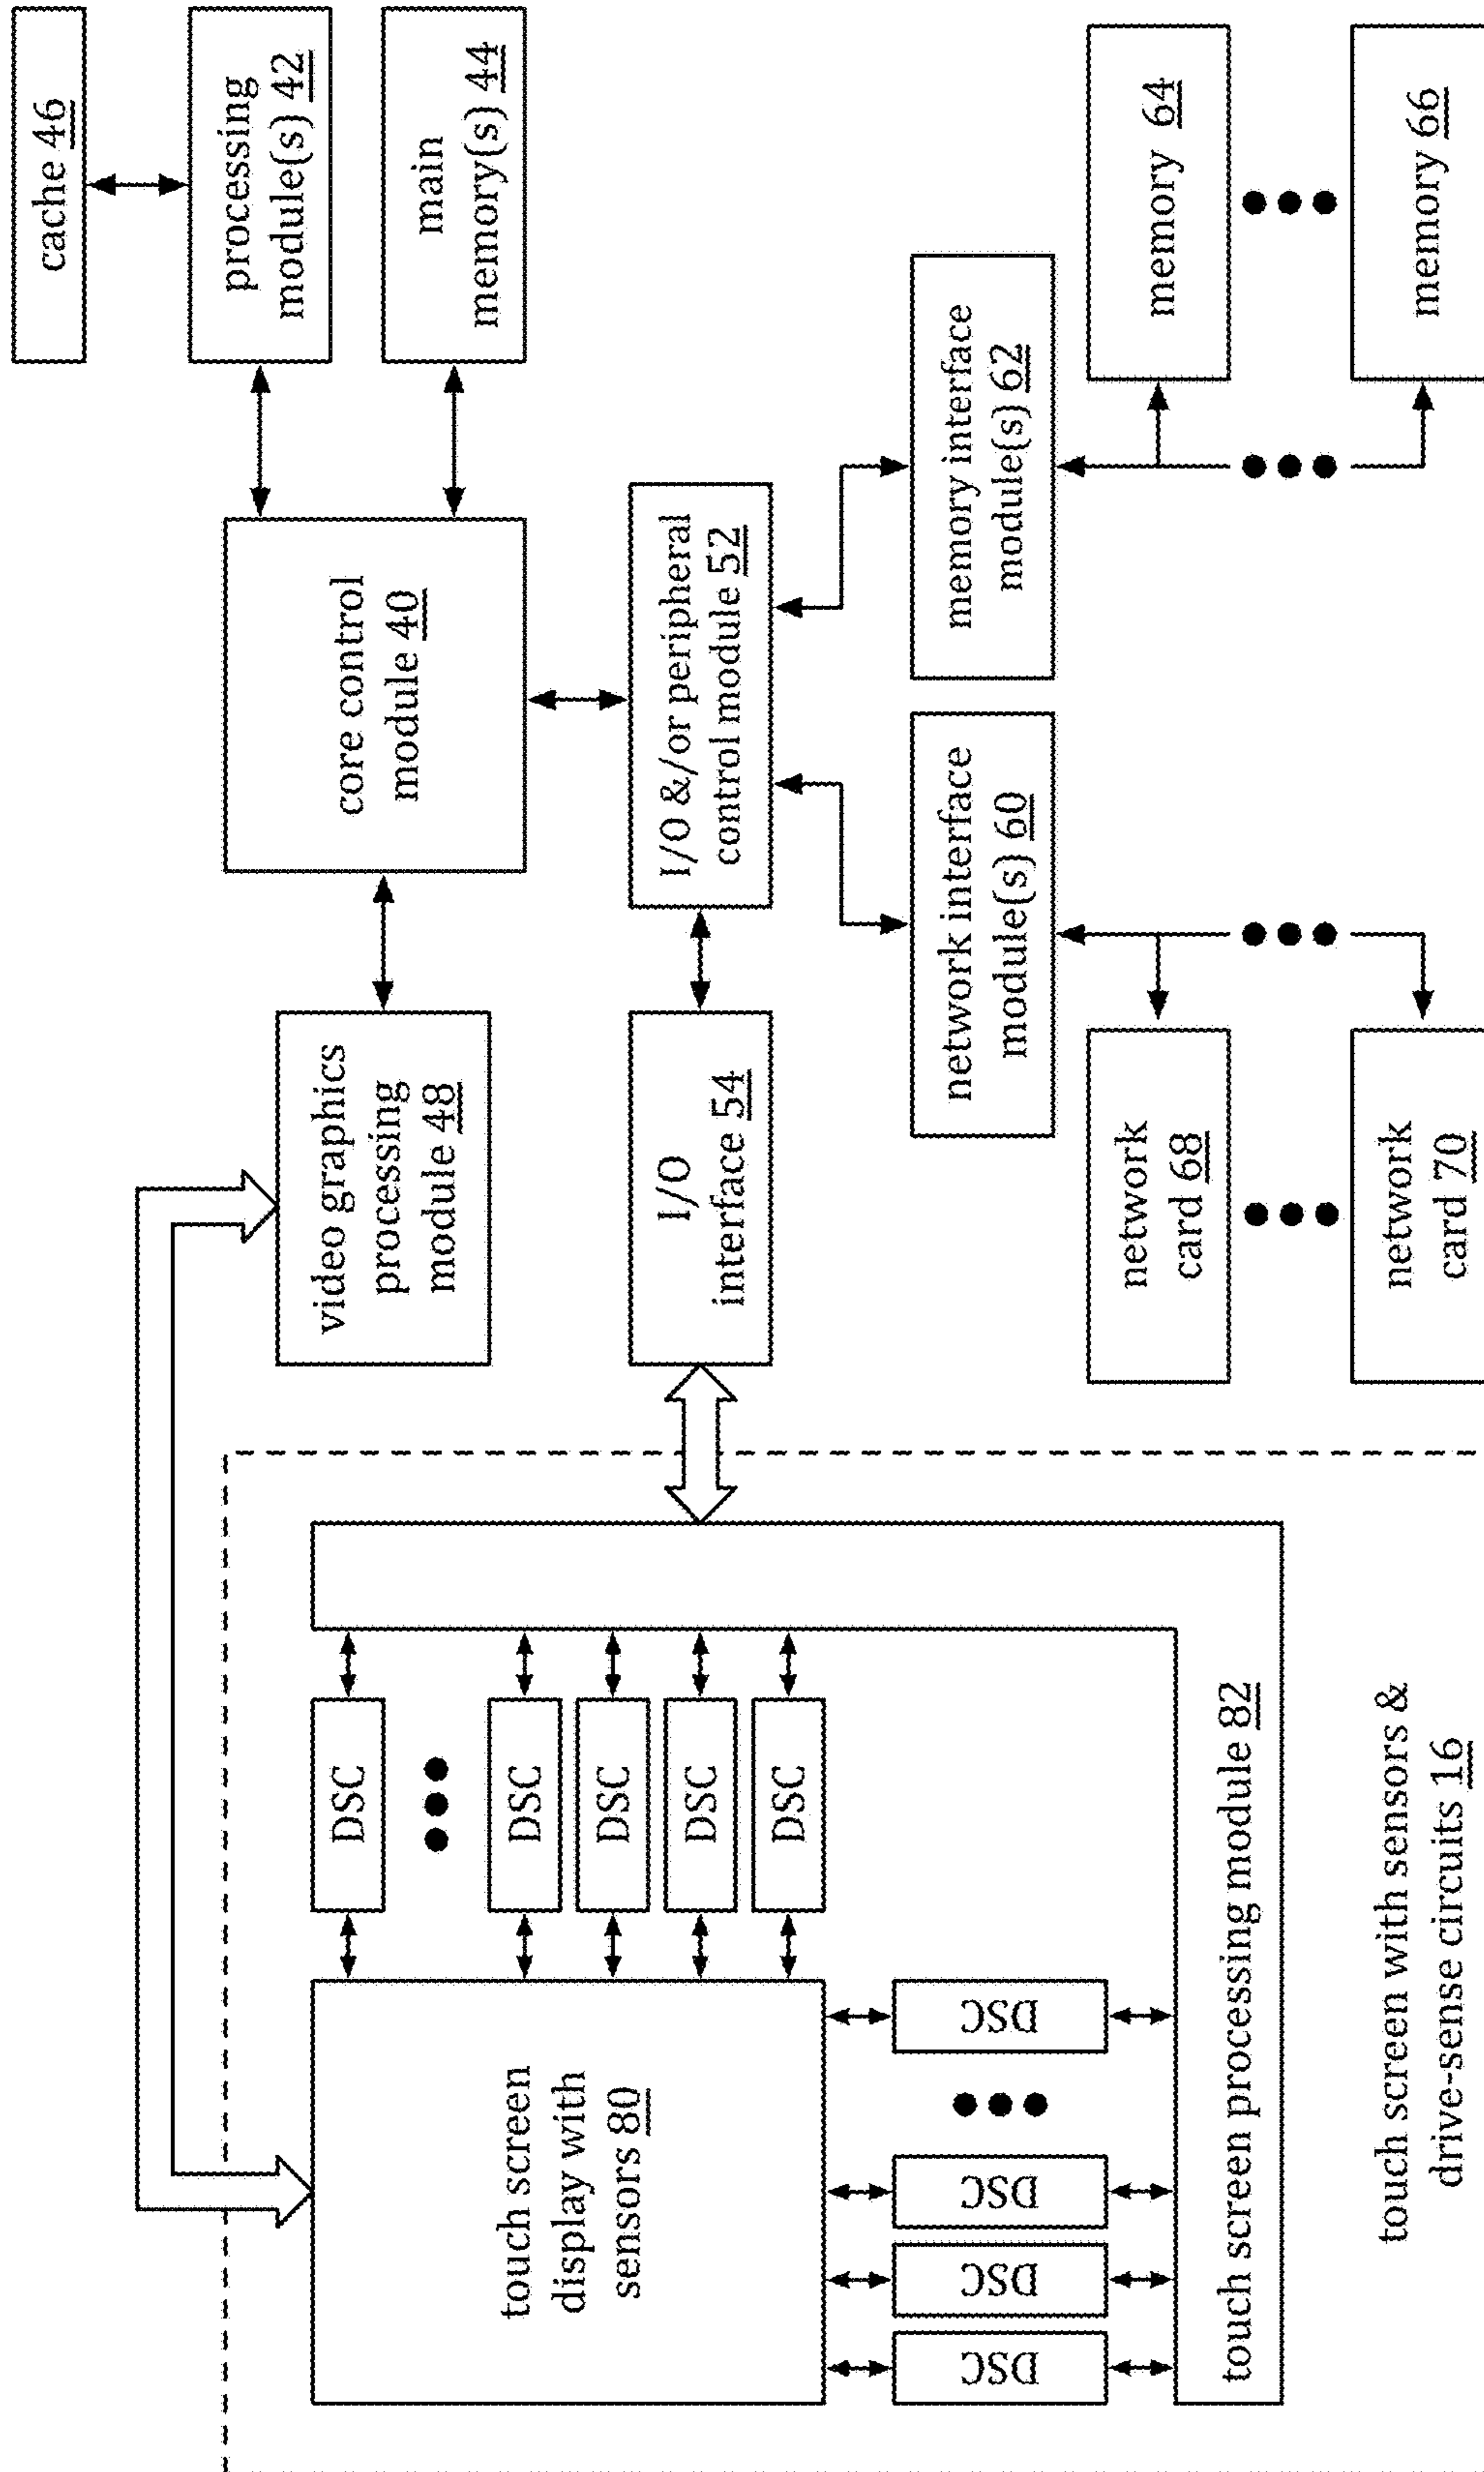 cache 46
processing
module(s) 42
main
memory(s) 44
core control
module 40
video graphics
processing
module 48
I/O &/or peripheral
control module 52
I/O
interface 54
memory interface
module(s) 62
network interface
module(s) 60
memory 64
memory 66
network
card 68
network
card 70
touch screen
display with
sensors 80
DSC
DSC
DSC
DSC
DSC
DSC
DSC
DSC
DSC
touch screen processing module 82
touch screen with sensors &
drive-sense circuits 16